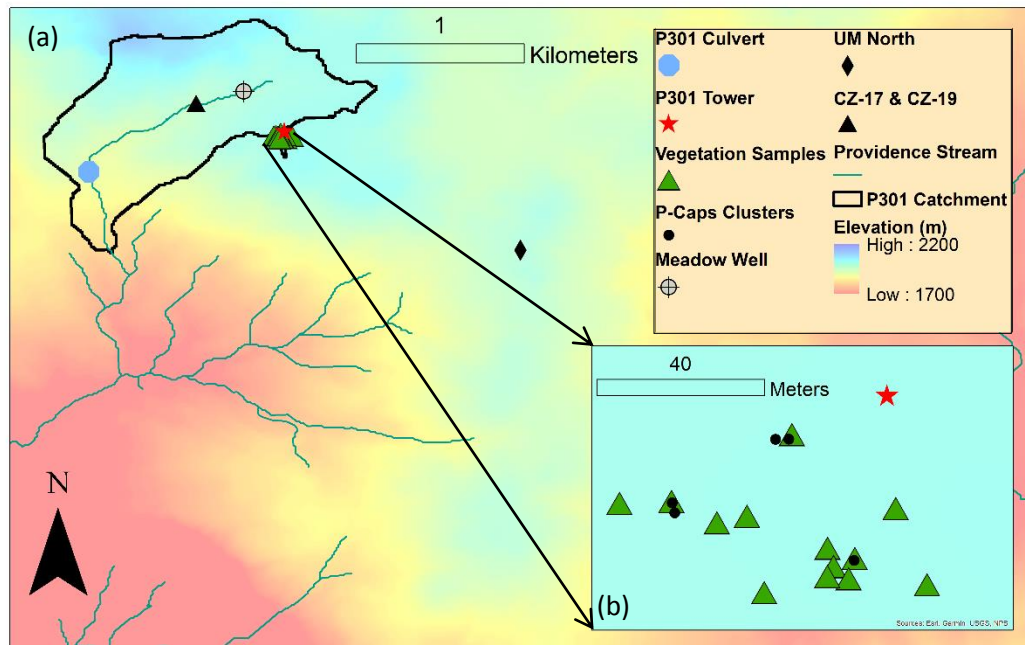 (a)
1
Kilometers
P301 Culvert
UM North
P301 Tower
CZ-17 & CZ-19
Vegetation Samples
Providence Stream
P301 Catchment
P-Caps Clusters
Elevation (m)
High : 2200
Meadow Well
Low : 1700
N
40
Meters
(b)
Sources: Esri, Garmin, USGS, NPS